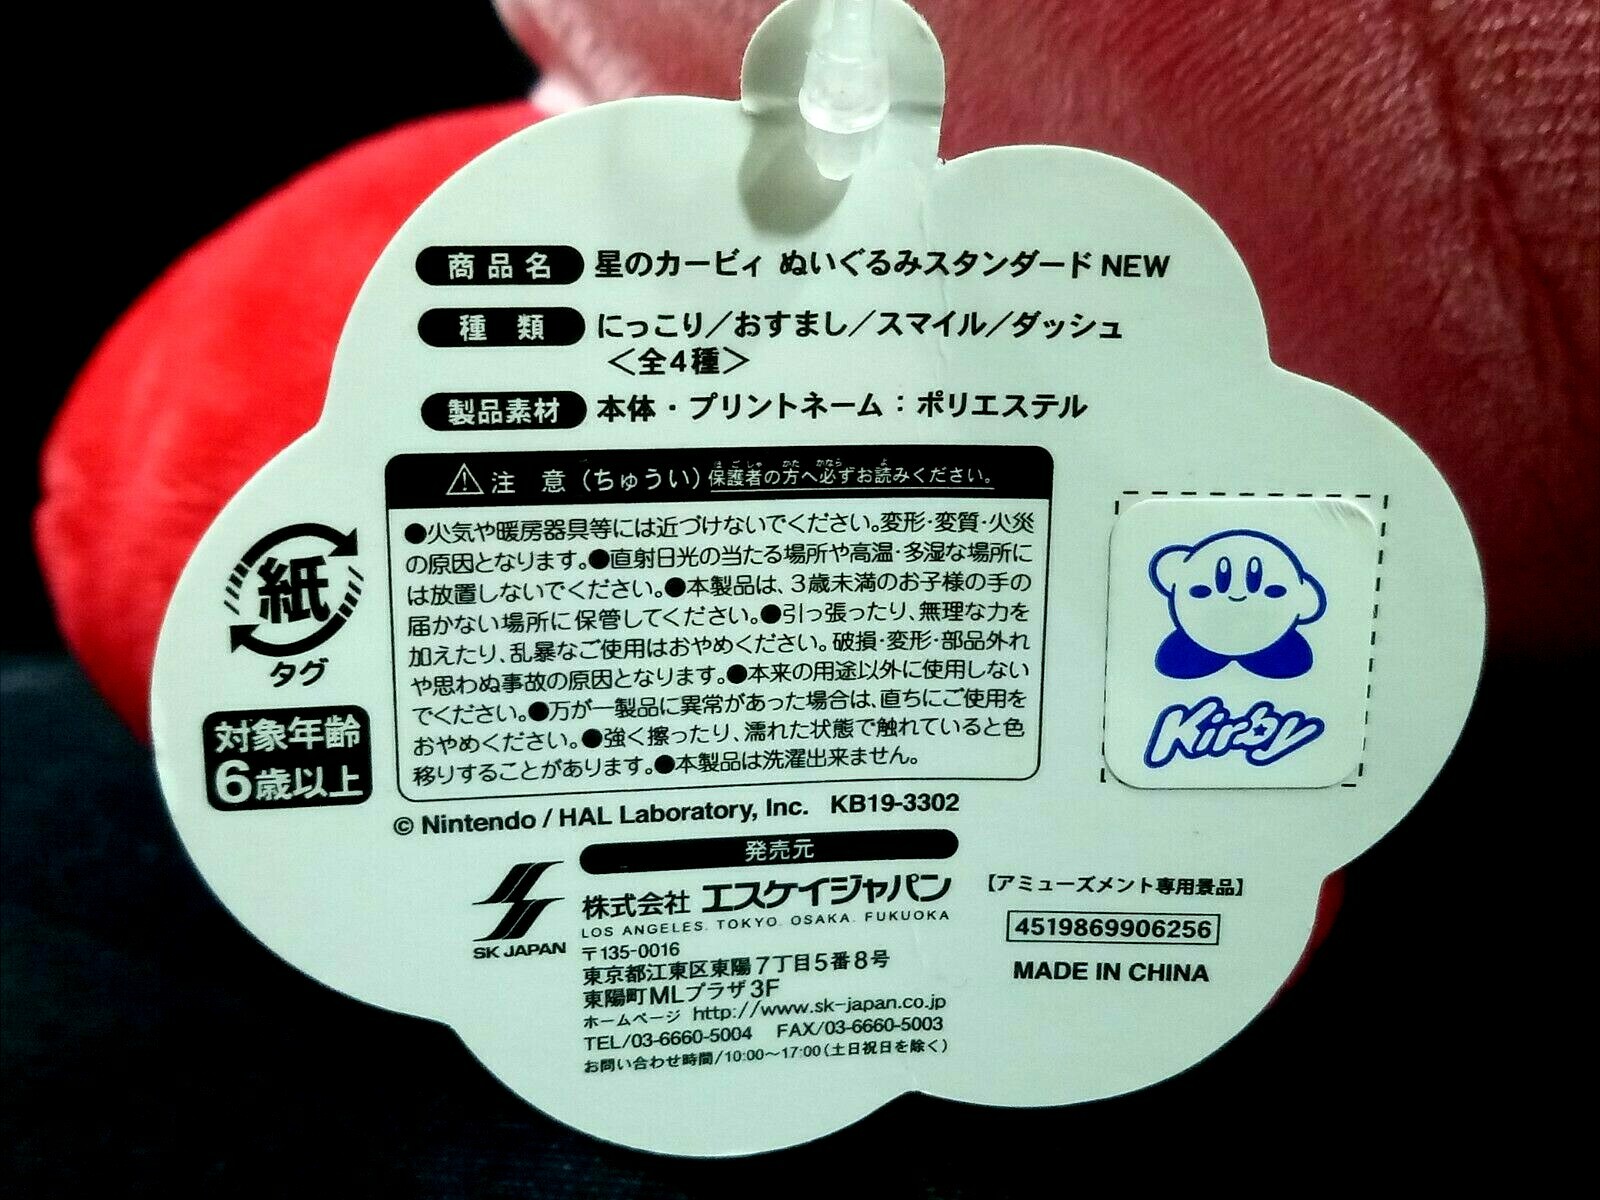 商品名 星のカービィ ぬいぐるみスタンダード NEW
種類 にっこり／おすまし／スマイル／ダッシュ
＜全4種＞
製品素材 本体・プリントネーム：ポリエステル
⚠注 意（ちゅうい）保護者の方へ必ずお読みください。
●火気や暖房器具等には近づけないでください。変形・変質・火災
の原因となります。●直射日光の当たる場所や高温・多湿な場所に
は放置しないでください。●本製品は、3歳未満のお子様の手の
届かない場所に保管してください。●引っ張ったり、無理な力を
加えたり、乱暴なご使用はおやめください。破損・変形・部品外れ
や思わぬ事故の原因となります。●本来の用途以外に使用しない
でください。●万が一製品に異常があった場合は、直ちにご使用を
おやめください。●強く擦ったり、濡れた状態で触れていると色
移りすることがあります。●本製品は洗濯出来ません。
紙
タグ
対象年齢
6歳以上
Kirby
© Nintendo / HAL Laboratory, Inc. KB19-3302
発売元
SK JAPAN
株式会社 エスケイジャパン
LOS ANGELES. TOKYO. OSAKA. FUKUOKA
〒135-0016
東京都江東区東陽7丁目5番8号
東陽町MLプラザ3F
ホームページ http://www.sk-japan.co.jp
TEL/03-6660-5004 FAX/03-6660-5003
お問い合わせ時間/10:00～17:00（土日祝日を除く）
【アミューズメント専用景品】
4519869906256
MADE IN CHINA